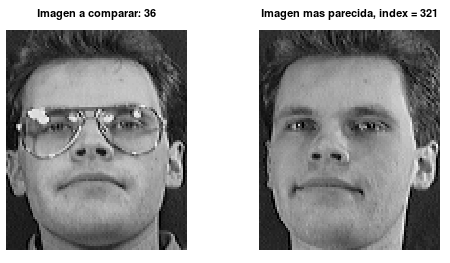 Imagen a comparar: 36
Imagen mas parecida, index = 321